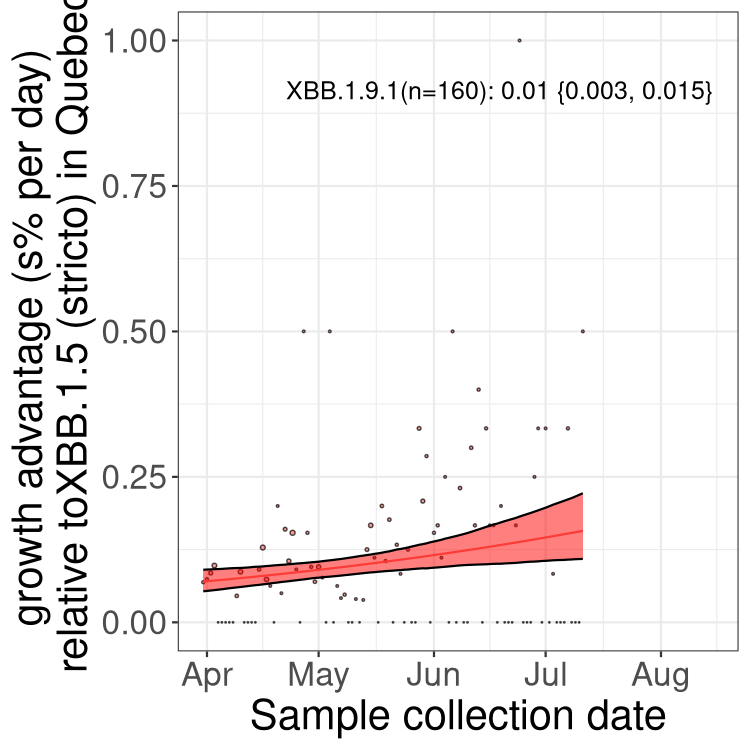 growth advantage (s% per day)
relative toXBB.1.5 (stricto) in Quebec
1.00
0.75
0.50
0.25
0.00
XBB.1.9.1(n=160): 0.01 {0.003, 0.015}
Apr May Jun Jul Aug
Sample collection date